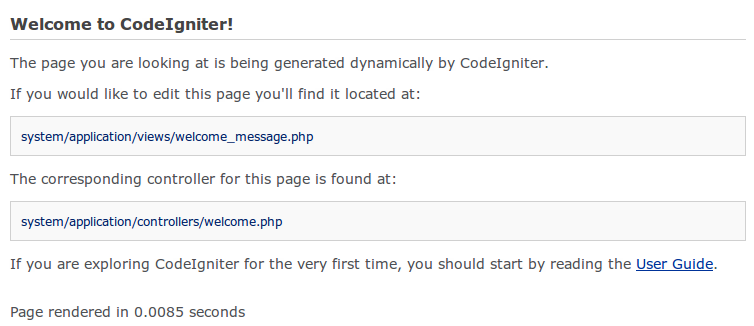 Welcome to CodeIgniter!
The page you are looking at is being generated dynamically by CodeIgniter.
If you would like to edit this page you'll find it located at:
system/application/views/welcome_message.php
The corresponding controller for this page is found at:
system/application/controllers/welcome.php
If you are exploring CodeIgniter for the very first time, you should start by reading the User Guide.
Page rendered in 0.0085 seconds